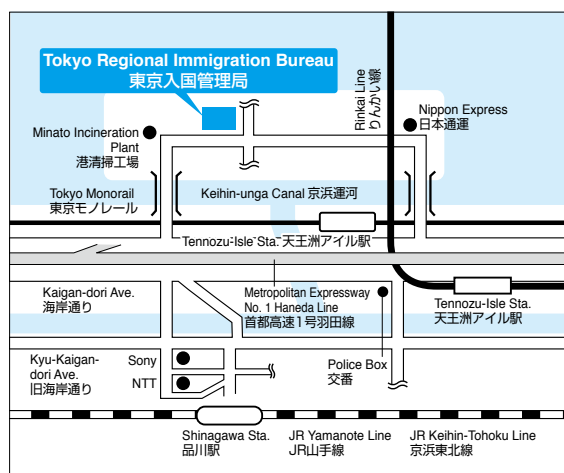 Tokyo Regional Immigration Bureau
東京入国管理局
Rinkai Line
りんかい線
Nippon Express
日本通運
Minato Incineration
Plant
港清掃工場
Tokyo Monorail
東京モノレール
Keihin-unga Canal 京浜運河
Tennozu-Isle Sta. 天王洲アイル駅
Kaigan-dori Ave.
海岸通り
Metropolitan Expressway
No. 1 Haneda Line
首都高速1号羽田線
Tennozu-Isle Sta.
天王洲アイル駅
Kyu-Kaigan-
dori Ave.
旧海岸通り
Sony
NTT
Police Box
交番
Shinagawa Sta.
品川駅
JR Yamanote Line
JR山手線
JR Keihin-Tohoku Line
京浜東北線